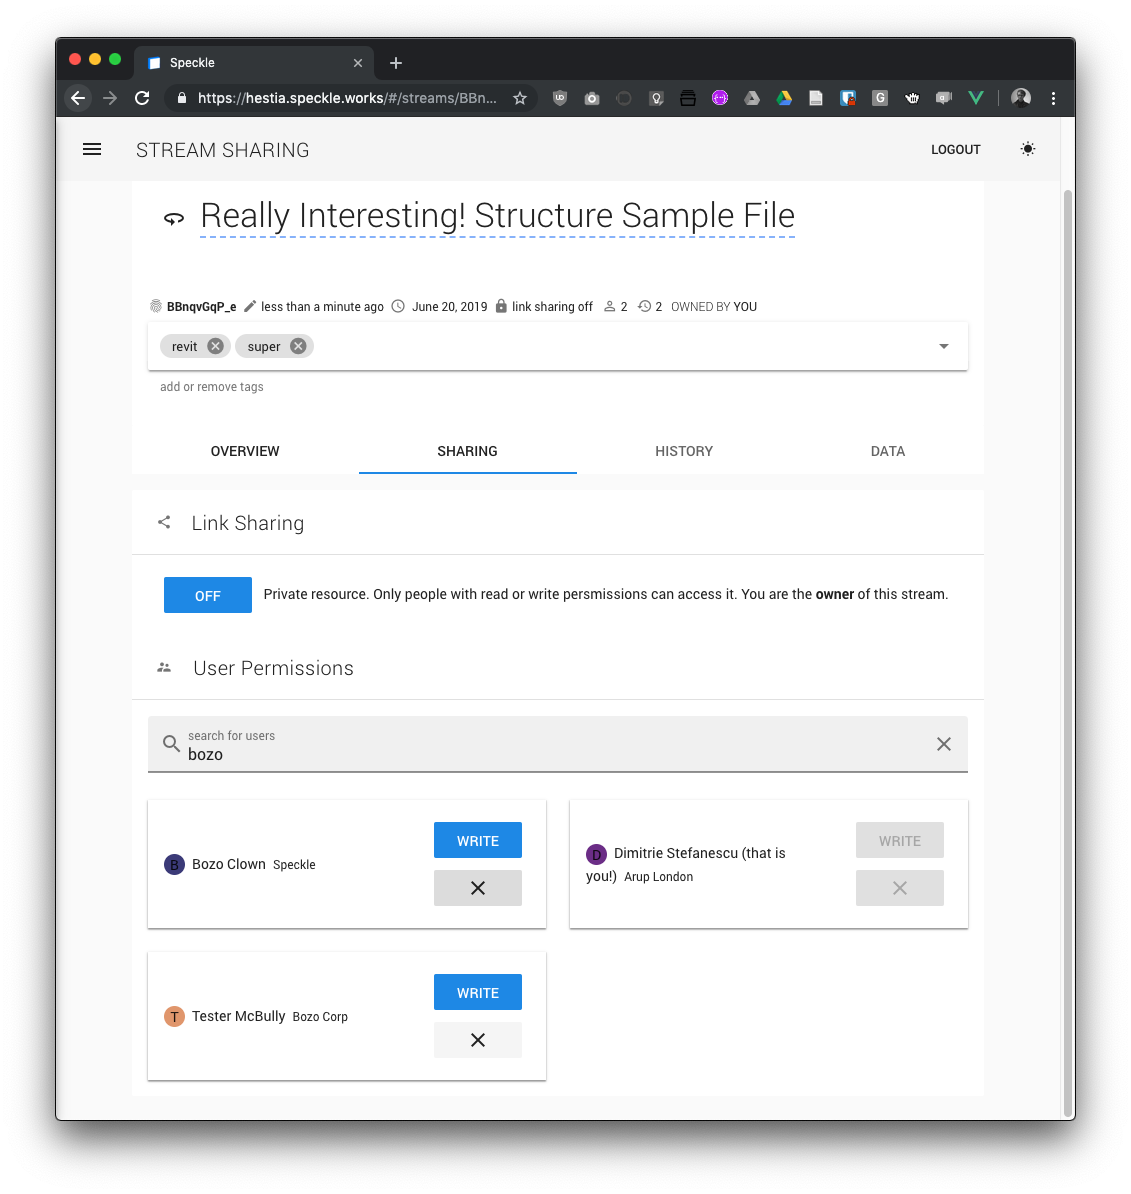 Speckle
https://hestia.speckle.works/#/streams/BBn...
STREAM SHARING
LOGOUT
Really Interesting! Structure Sample File
BBnqvGqP_e less than a minute ago June 20, 2019 link sharing off 2 2 OWNED BY YOU
revit super
add or remove tags
OVERVIEW SHARING HISTORY DATA
Link Sharing
OFF Private resource. Only people with read or write persmissions can access it. You are the owner of this stream.
User Permissions
search for users
bozo
B Bozo Clown Speckle
WRITE
D Dimitrie Stefanescu (that is
you!) Arup London
WRITE
T Tester McBully Bozo Corp
WRITE